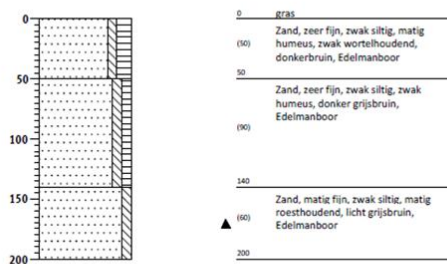 0
50
100
150
200
0 gras
Zand, zeer fijn, zwak siltig, matig
(50) humeus, zwak wortelhoudend,
donkerbruin, Edelmanboor
50
Zand, zeer fijn, zwak siltig, zwak
humeus, donker grijsbruin,
(90) Edelmanboor
140
Zand, matig fijn, zwak siltig, matig
(60) roesthoudend, licht grijsbruin,
Edelmanboor
200